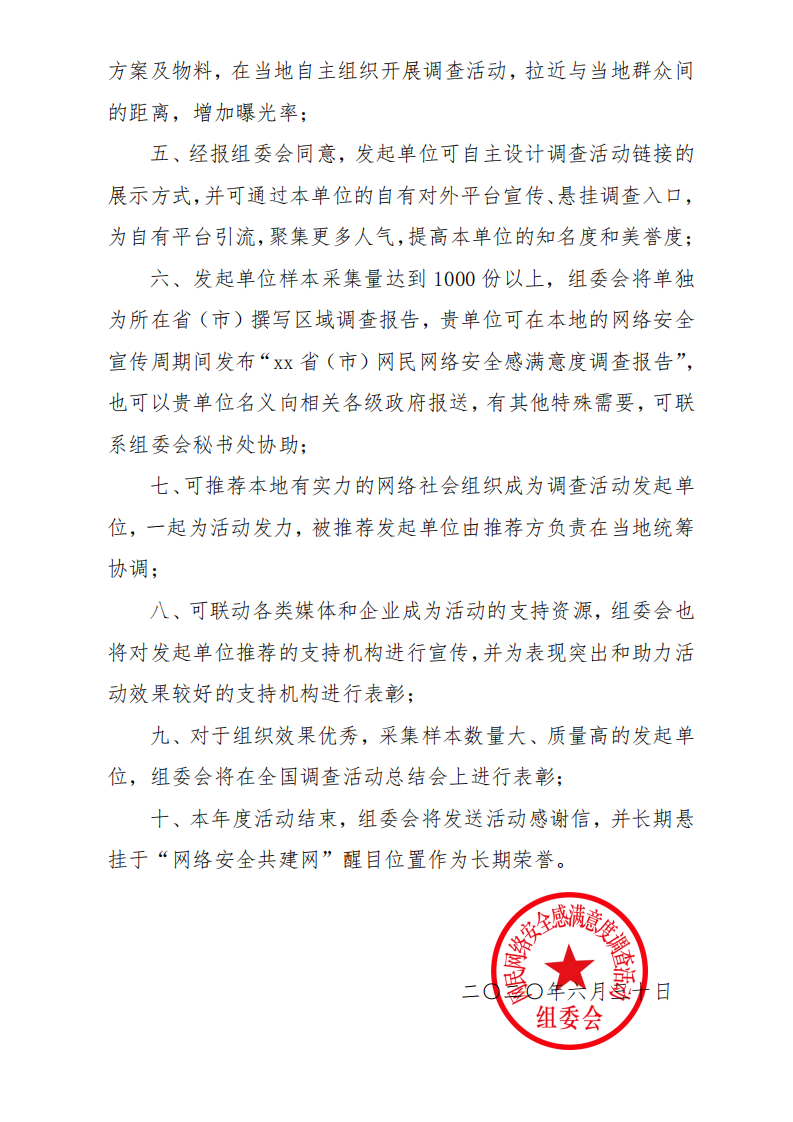 方案及物料，在当地自主组织开展调查活动，拉近与当地群众间
的距离，增加曝光率；
五、经报组委会同意，发起单位可自主设计调查活动链接的
展示方式，并可通过本单位的自有对外平台宣传、悬挂调查入口，
为自有平台引流，聚集更多人气，提高本单位的知名度和美誉度；
六、发起单位样本采集量达到 1000 份以上，组委会将单独
为所在省（市）撰写区域调查报告，贵单位可在本地的网络安全
宣传周期间发布“xx 省（市）网民网络安全感满意度调查报告”，
也可以贵单位名义向相关各级政府报送，有其他特殊需要，可联
系组委会秘书处协助；
七、可推荐本地有实力的网络社会组织成为调查活动发起单
位，一起为活动发力，被推荐发起单位由推荐方负责在当地统筹
协调；
八、可联动各类媒体和企业成为活动的支持资源，组委会也
将对发起单位推荐的支持机构进行宣传，并为表现突出和助力活
动效果较好的支持机构进行表彰；
九、对于组织效果优秀，采集样本数量大、质量高的发起单
位，组委会将在全国调查活动总结会上进行表彰；
十、本年度活动结束，组委会将发送活动感谢信，并长期悬
挂于“网络安全共建网”醒目位置作为长期荣誉。
网民网络安全感满意度调查活动
二〇二〇年六月三十日
组委会